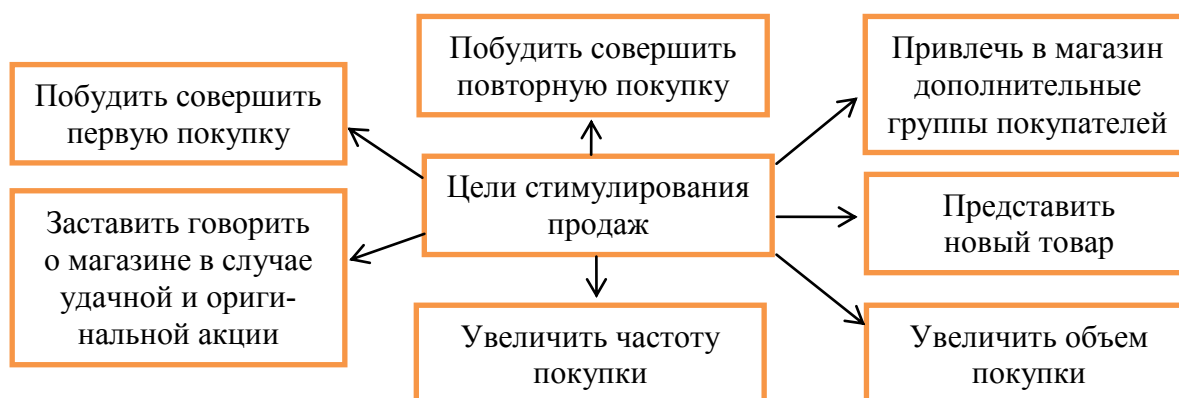 Побудить совершить
повторную покупку
Привлечь в магазин
дополнительные
группы покупателей
Побудить совершить
первую покупку
Цели стимулирования
продаж
Заставить говорить
о магазине в случае
удачной и ориги-
нальной акции
Представить
новый товар
Увеличить частоту
покупки
Увеличить объем
покупки